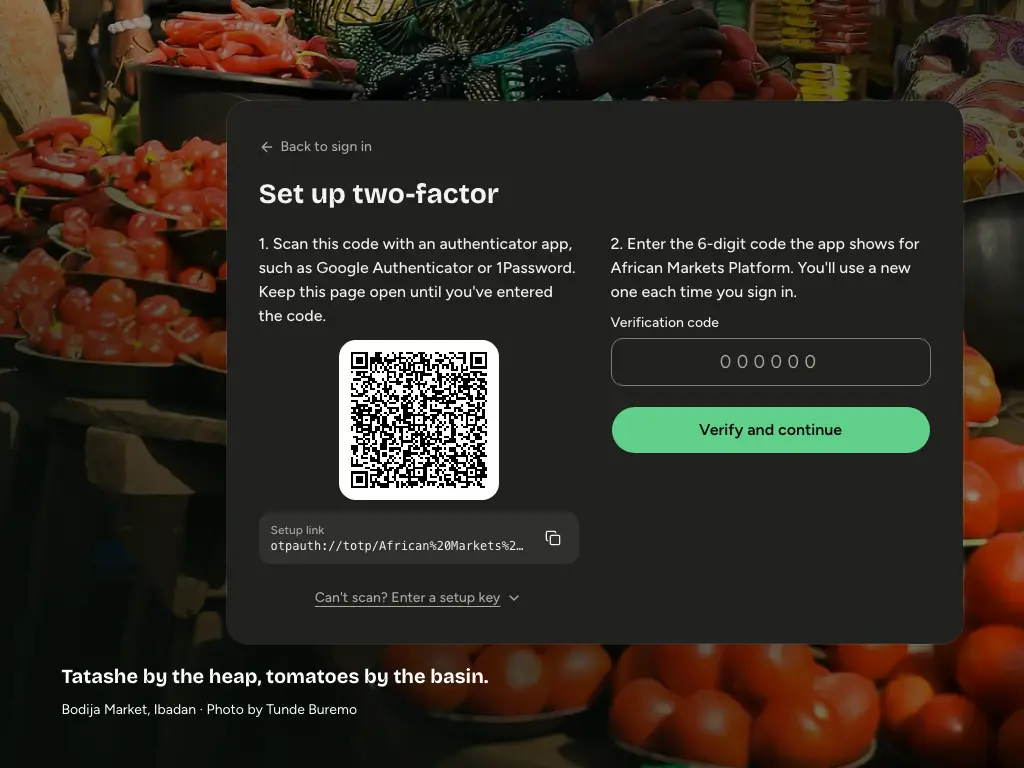 Back to sign in
Set up two-factor
1. Scan this code with an authenticator app,
such as Google Authenticator or 1Password.
Keep this page open until you've entered
the code.
Setup link
otpauth://totp/African%20Markets%2…
Can't scan? Enter a setup key
2. Enter the 6-digit code the app shows for
African Markets Platform. You'll use a new
one each time you sign in.
Verification code
000000
Verify and continue
Tatashe by the heap, tomatoes by the basin.
Bodija Market, Ibadan · Photo by Tunde Buremo